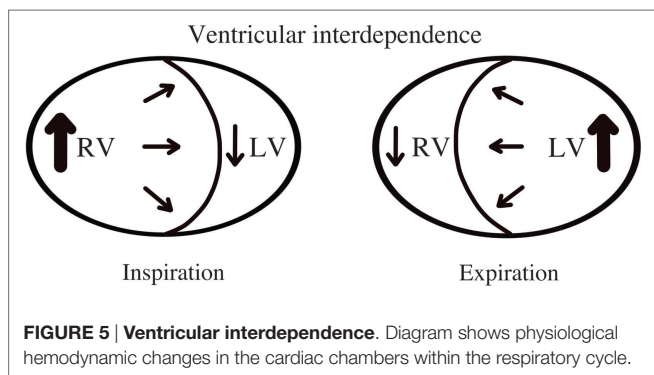 Ventricular interdependence
RV LV
RV LV
Inspiration
Expiration
FIGURE 5 | Ventricular interdependence. Diagram shows physiological
hemodynamic changes in the cardiac chambers within the respiratory cycle.